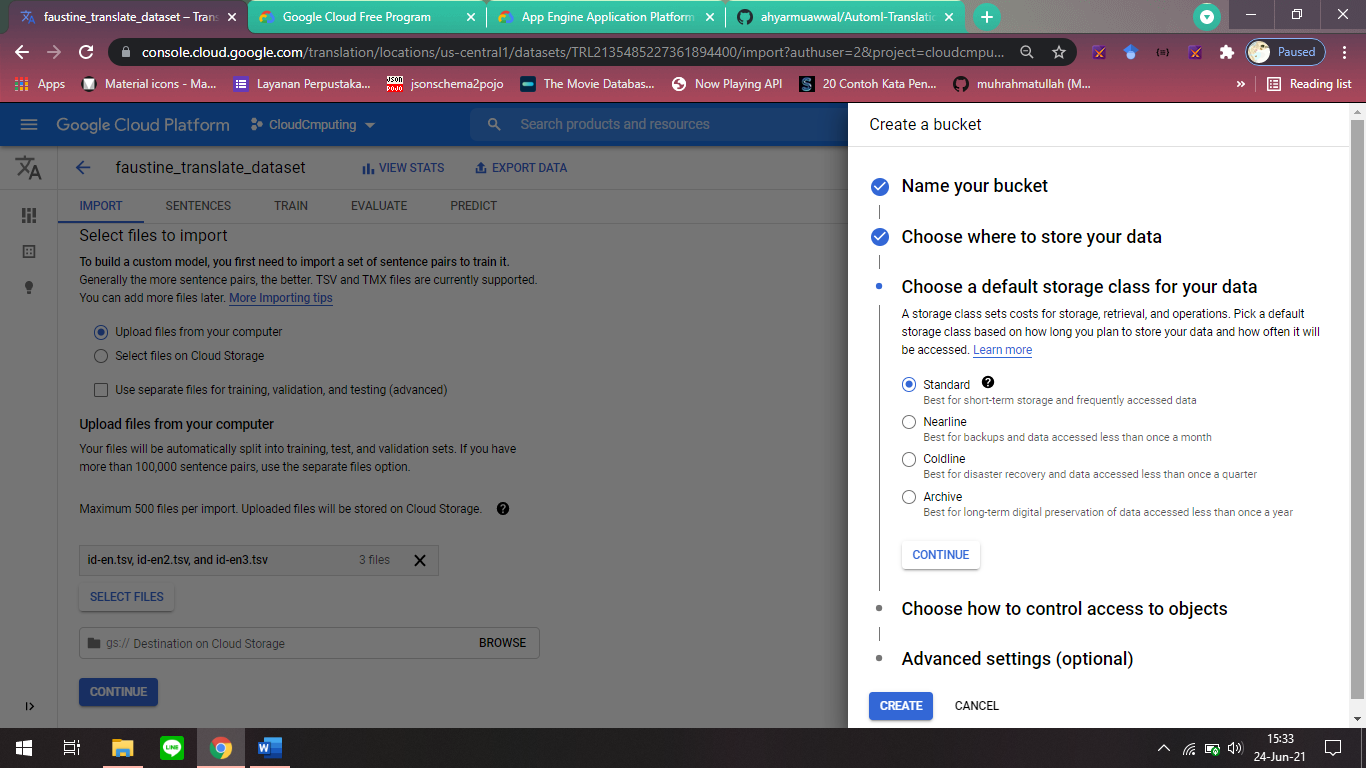 faustine_translate_dataset – Tran
Google Cloud Free Program
App Engine Application Platform
ahyarmuawwal/Automl-Translatio
console.cloud.google.com/translation/locations/us-central1/datasets/TRL2135485227361894400/import?authuser=2&project=cloudcmpu...
Paused
Apps
Material icons - Ma...
Layanan Perpustaka...
jsonschema2pojo
The Movie Databas...
Now Playing API
20 Contoh Kata Pen...
muhrahmatullah (M...
»
Reading list
Google Cloud Platform
CloudCmputing
Search products and resources
faustine_translate_dataset
VIEW STATS
EXPORT DATA
IMPORT
SENTENCES
TRAIN
EVALUATE
PREDICT
Select files to import
To build a custom model, you first need to import a set of sentence pairs to train it.
Generally the more sentence pairs, the better. TSV and TMX files are currently supported.
You can add more files later. More Importing tips
Upload files from your computer
Select files on Cloud Storage
Use separate files for training, validation, and testing (advanced)
Upload files from your computer
Your files will be automatically split into training, test, and validation sets. If you have
more than 100,000 sentence pairs, use the separate files option.
Maximum 500 files per import. Uploaded files will be stored on Cloud Storage.
id-en.tsv, id-en2.tsv, and id-en3.tsv
3 files
SELECT FILES
gs:// Destination on Cloud Storage
BROWSE
CONTINUE
Create a bucket
Name your bucket
Choose where to store your data
Choose a default storage class for your data
A storage class sets costs for storage, retrieval, and operations. Pick a default
storage class based on how long you plan to store your data and how often it will
be accessed. Learn more
Standard
Best for short-term storage and frequently accessed data
Nearline
Best for backups and data accessed less than once a month
Coldline
Best for disaster recovery and data accessed less than once a quarter
Archive
Best for long-term digital preservation of data accessed less than once a year
CONTINUE
Choose how to control access to objects
Advanced settings (optional)
CREATE
CANCEL
LINE
15:33
24-Jun-21